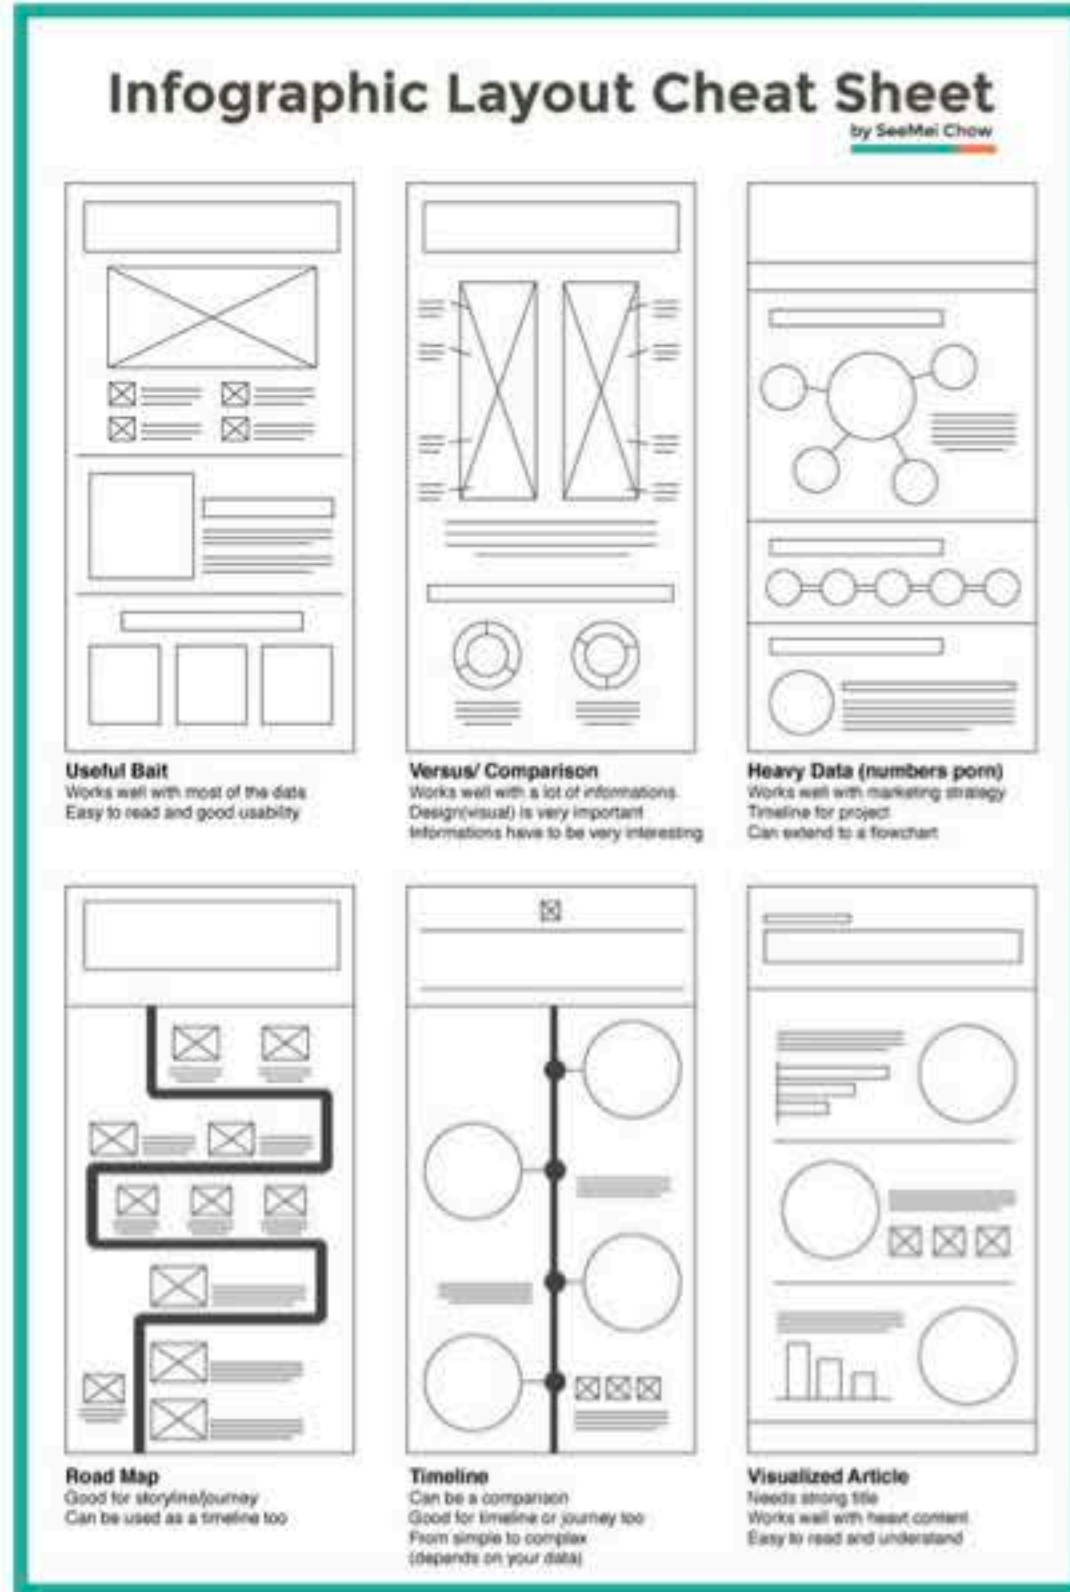 Infographic Layout Cheat Sheet
by SeeMei Chow
Useful Bait
Works well with most of the data
Easy to read and good usability
Versus/ Comparison
Works well with a lot of informations
Design(visual) is very important
Informations have to be very interesting
Heavy Data (numbers porn)
Works well with marketing strategy
Timeline for project
Can extend to a flowchart
Road Map
Good for storyline/journey
Can be used as a timeline too
Timeline
Can be a comparison
Good for timeline or journey too
From simple to complex
(depends on your data)
Visualized Article
Needs strong title
Works well with heavt content
Easy to read and understand